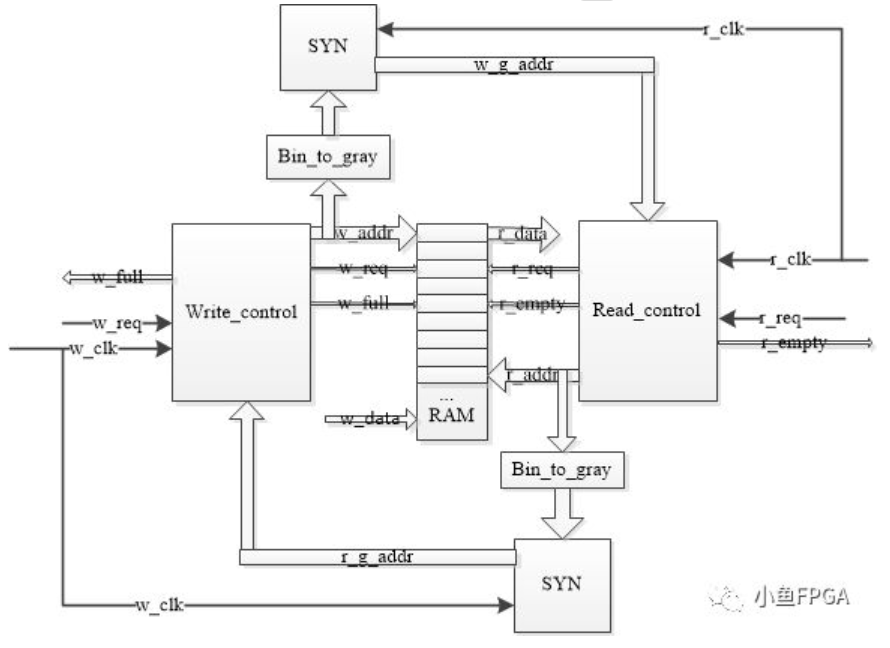 SYN
r_clk
w_g_addr
Bin_to_gray
w_addr
r_data
w_full
w_req
r_req
r_clk
Write_control
w_full
r_empty
Read_control
w_req
r_req
w_clk
r_empty
r_addr
...
w_data
RAM
Bin_to_gray
r_g_addr
SYN
w_clk
小鱼FPGA